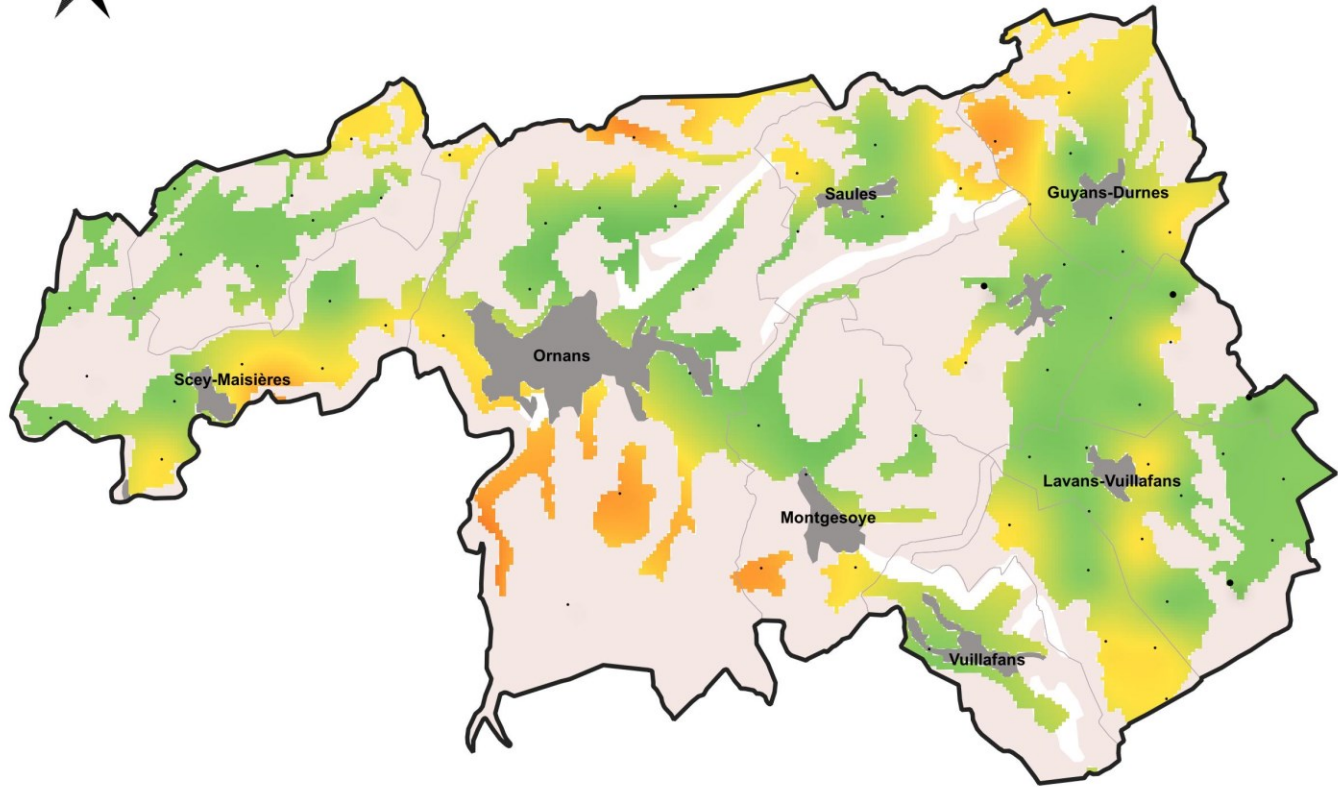 Saules
Guyans-Durnes
Ornans
Scey-Maisières
Lavans-Vuillafans
Montgesoye
Vuillafans